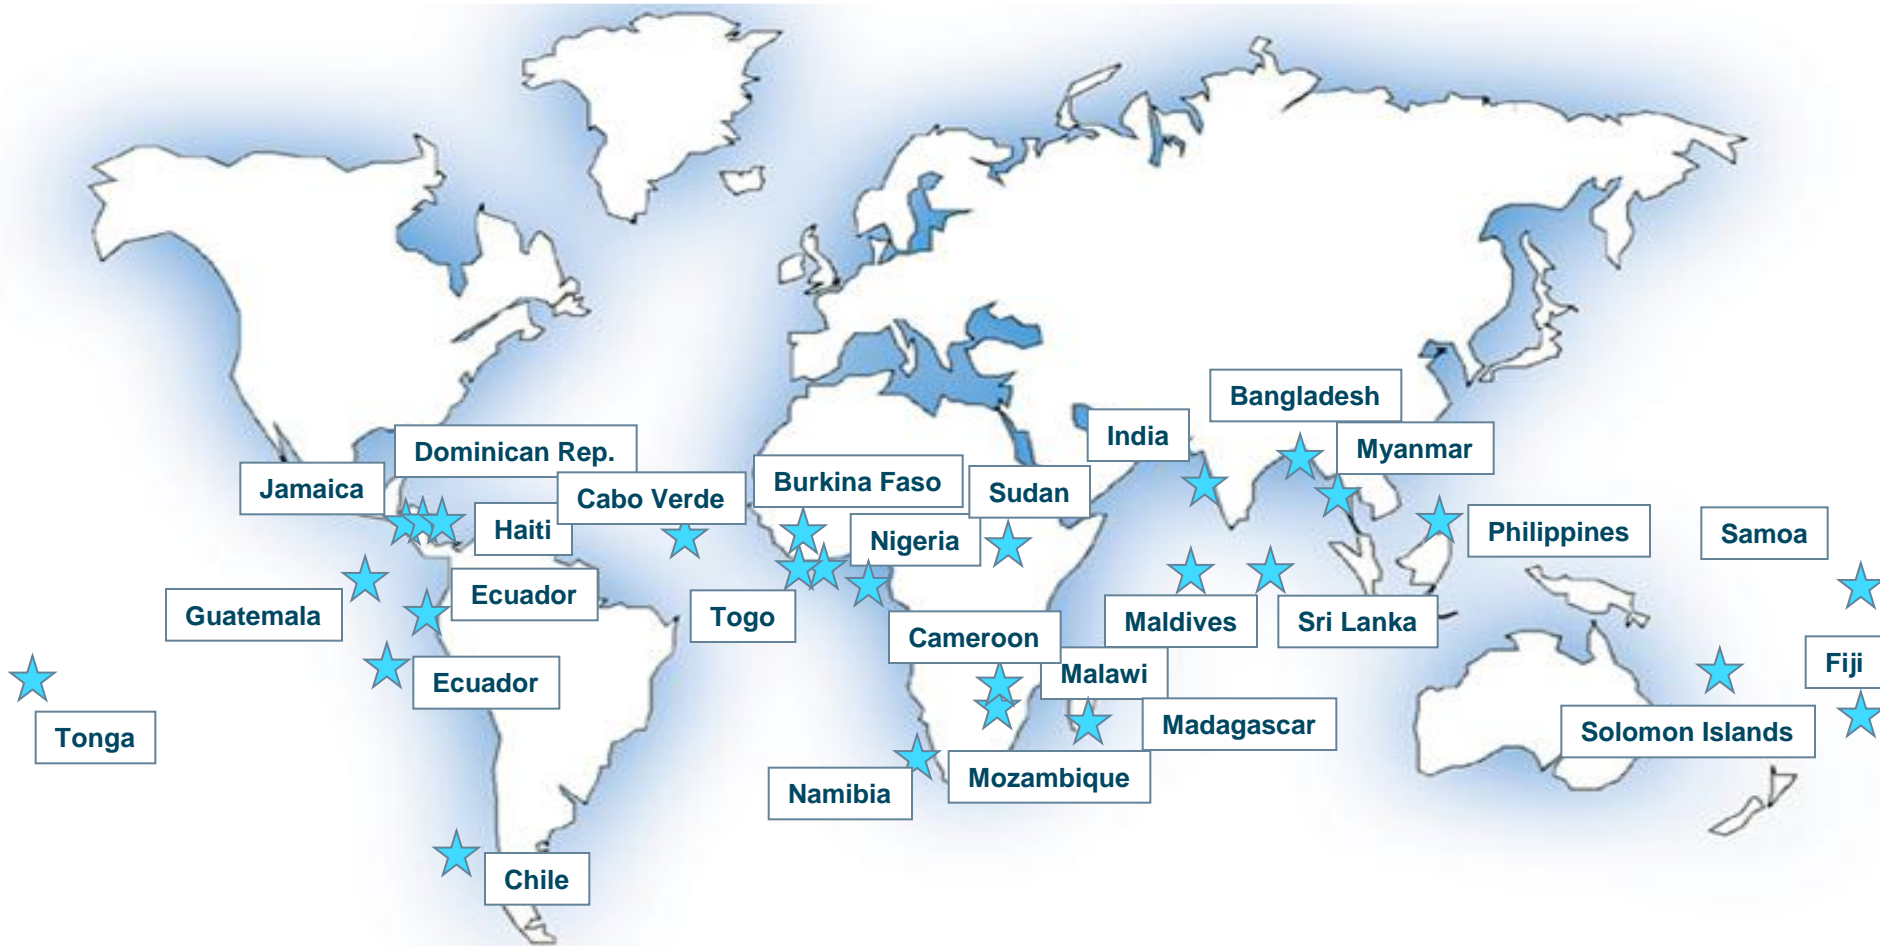 Bangladesh
India
Myanmar
Dominican Rep.
Jamaica
Cabo Verde
Burkina Faso
Sudan
Haiti
Nigeria
Philippines
Samoa
Guatemala
Ecuador
Togo
Cameroon
Maldives
Sri Lanka
Ecuador
Malawi
Fiji
Tonga
Madagascar
Solomon Islands
Namibia
Mozambique
Chile